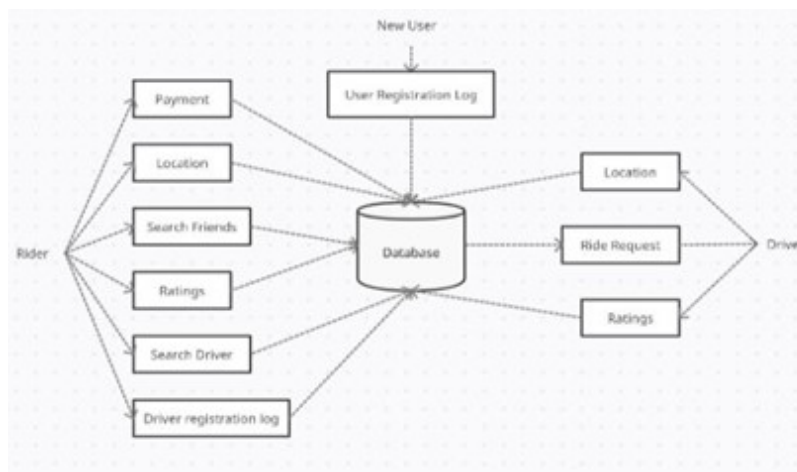 New User
User Registration Log
Payment
Location
Search Friends
Rider
Ratings
Search Driver
Driver registration log
Database
Location
Ride Request
Drive
Ratings